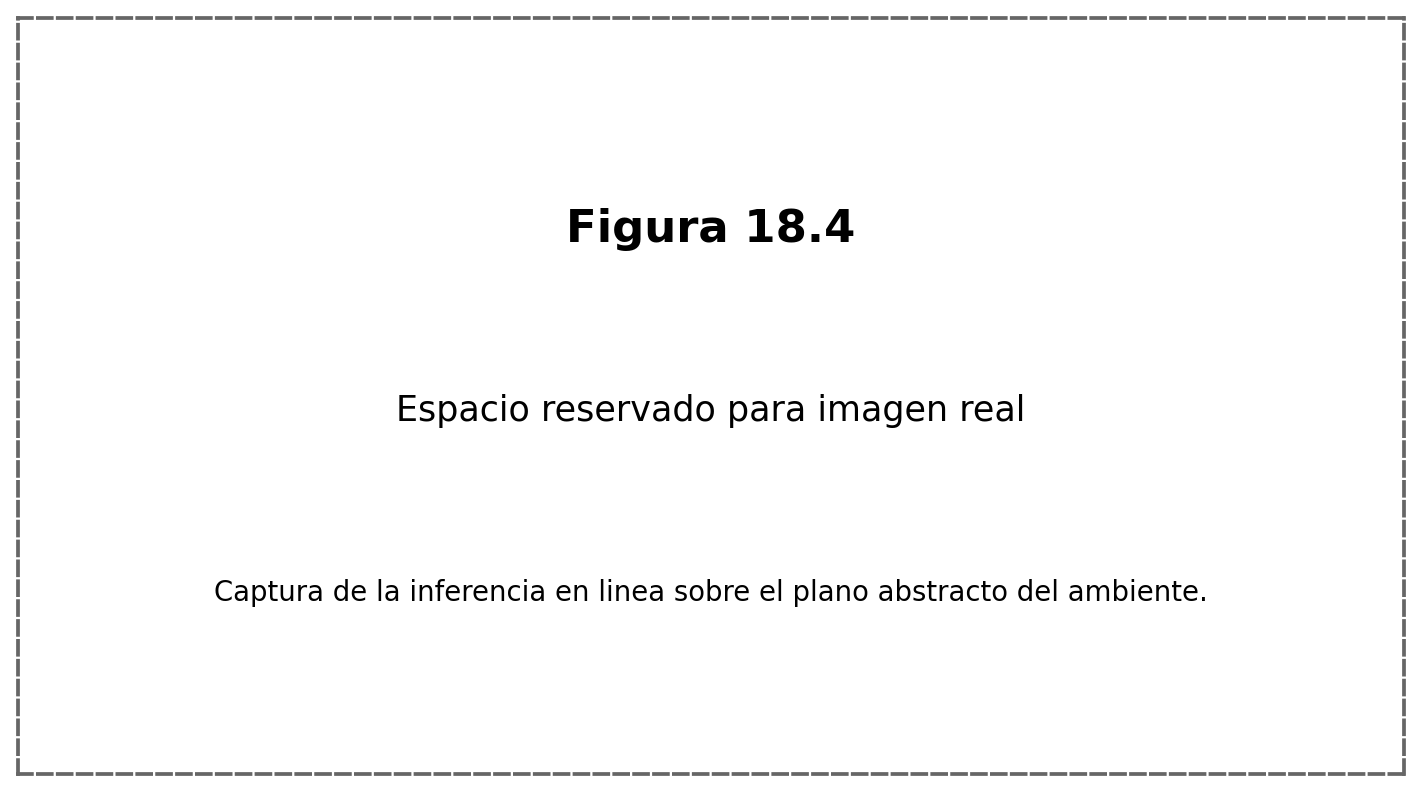 Figura 18.4
Espacio reservado para imagen real
Captura de la inferencia en linea sobre el plano abstracto del ambiente.